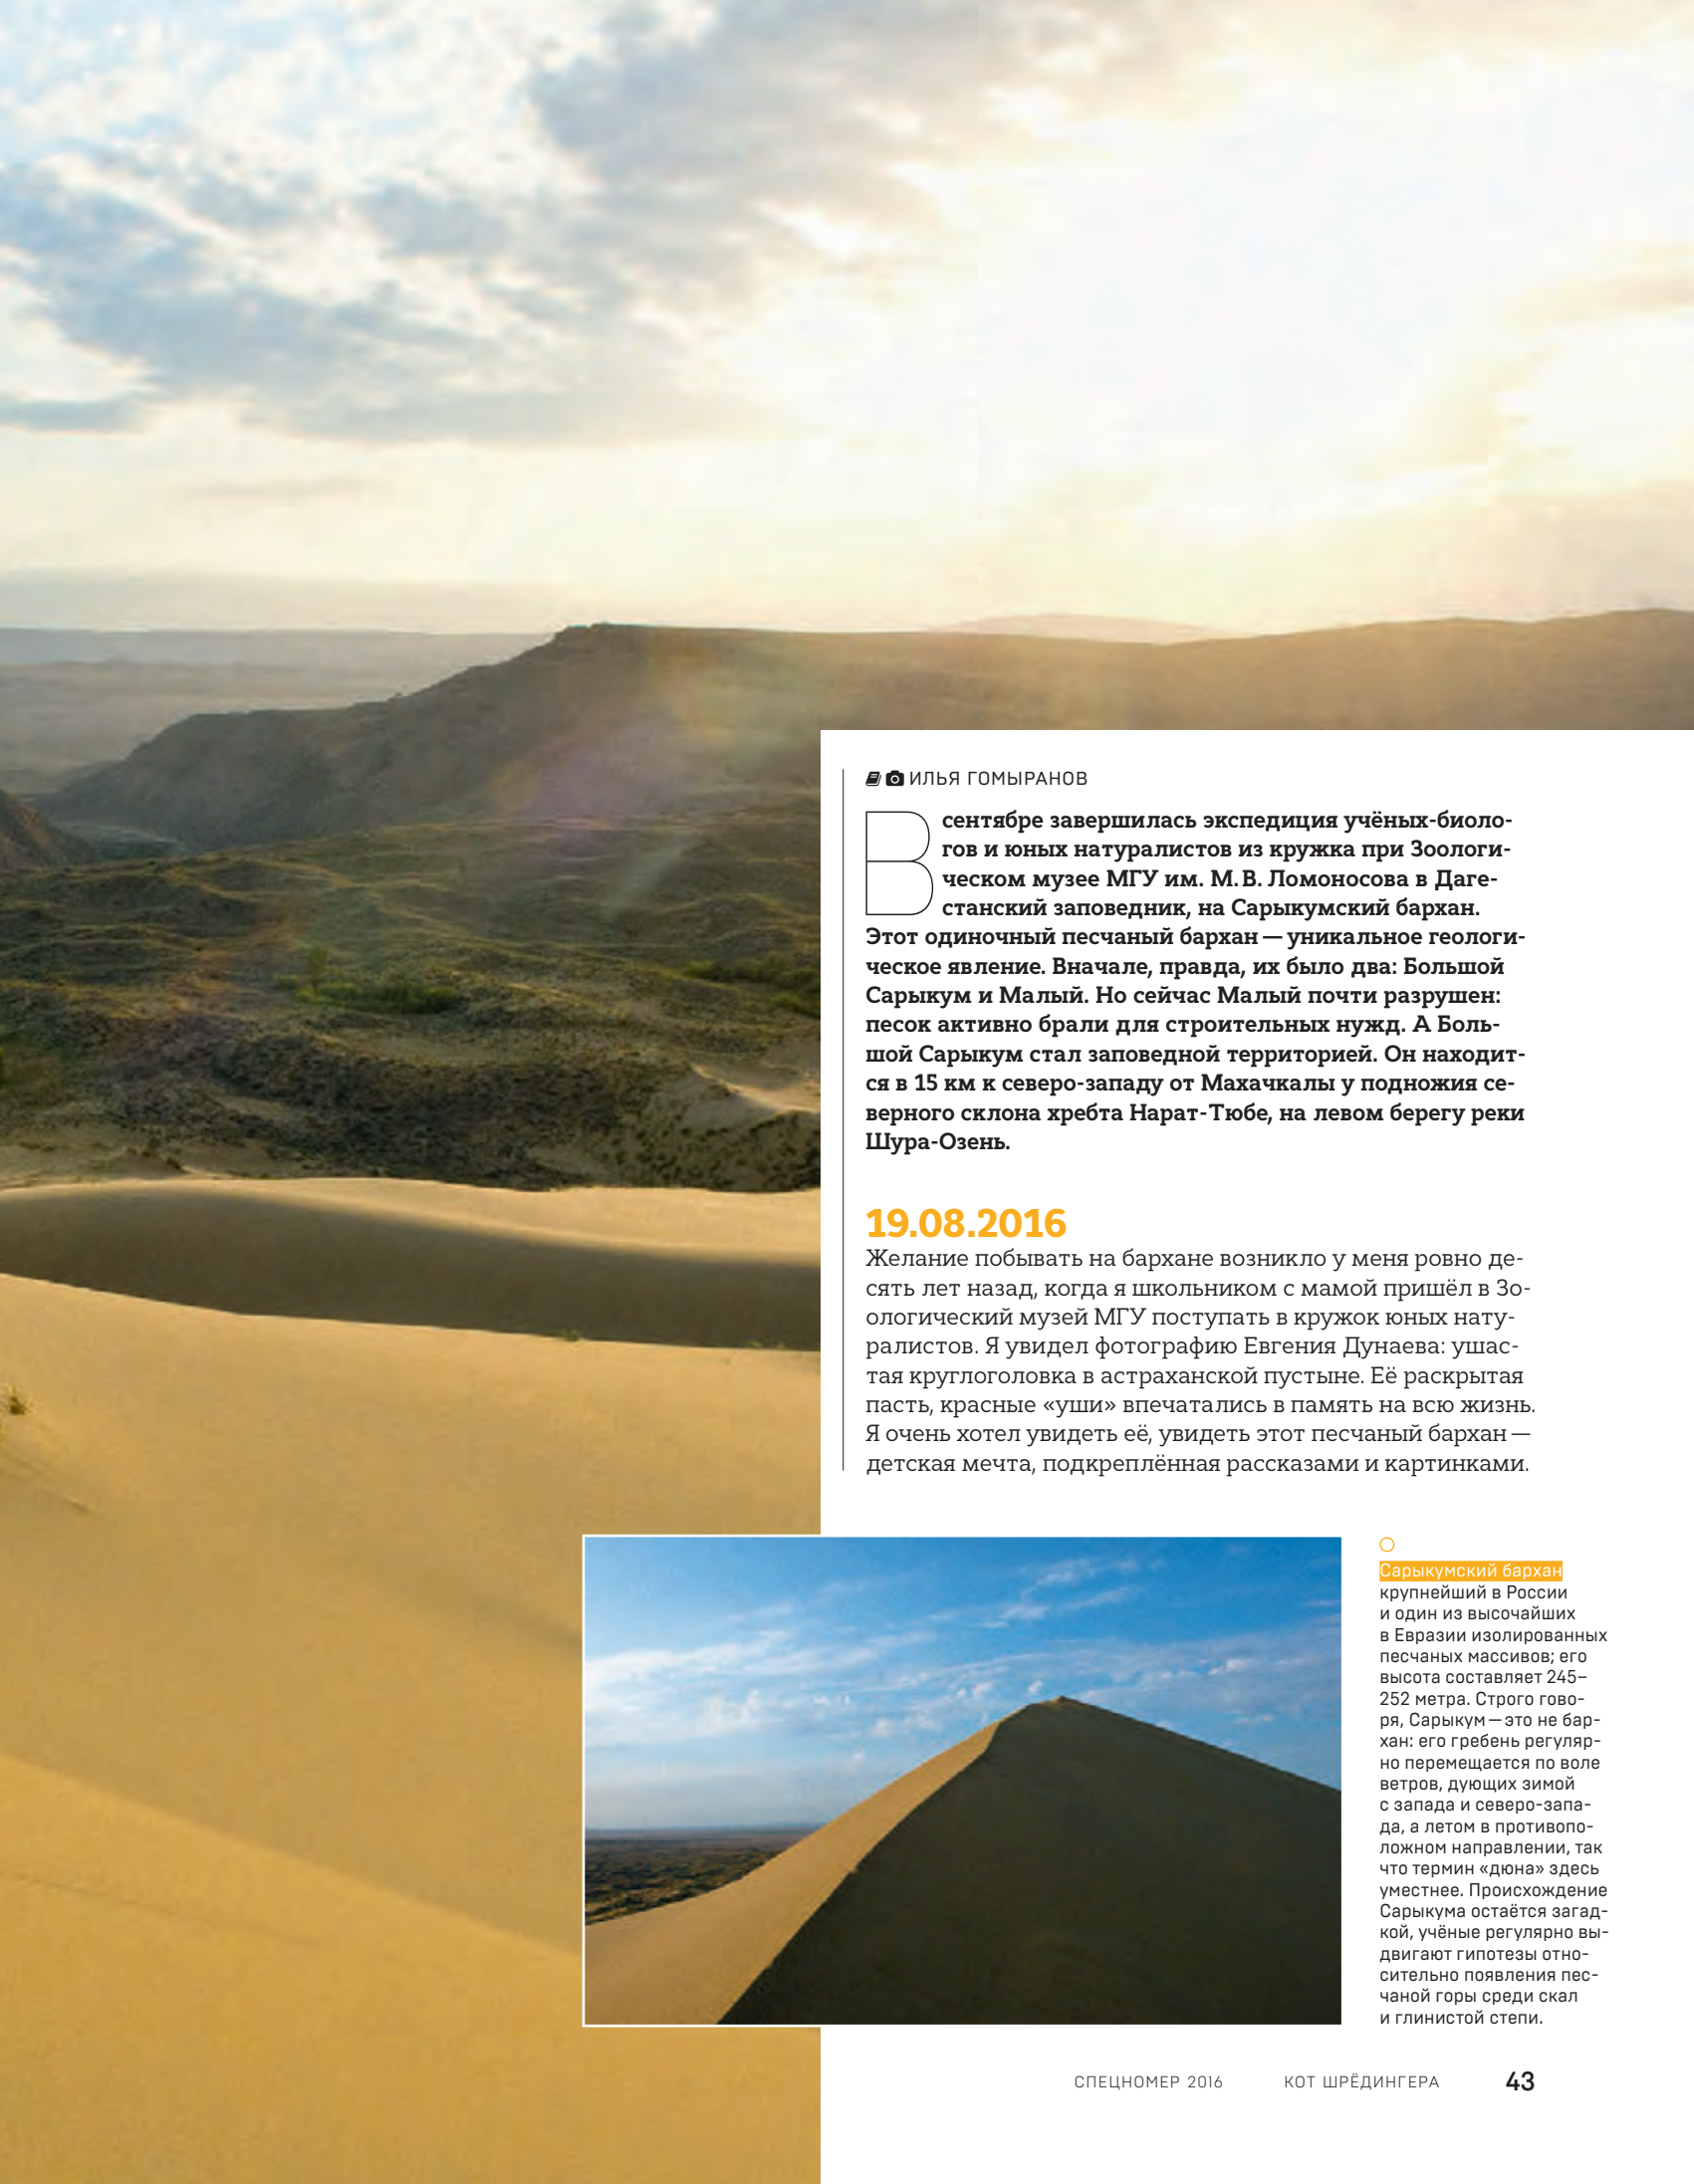 ИЛЬЯ ГОМЫРАНОВ
В сентябре завершилась экспедиция учёных-биоло-
гов и юных натуралистов из кружка при Зоологи-
ческом музее МГУ им. М. В. Ломоносова в Даге-
станский заповедник, на Сарыкумский бархан.
Этот одиночный песчаный бархан — уникальное геологи-
ческое явление. Вначале, правда, их было два: Большой
Сарыкум и Малый. Но сейчас Малый почти разрушен:
песок активно брали для строительных нужд. А Боль-
шой Сарыкум стал заповедной территорией. Он находит-
ся в 15 км к северо-западу от Махачкалы у подножия се-
верного склона хребта Нарат-Тюбе, на левом берегу реки
Шура-Озень.
19.08.2016
Желание побывать на бархане возникло у меня ровно де-
сять лет назад, когда я школьником с мамой пришёл в Зо-
ологический музей МГУ поступать в кружок юных нату-
ралистов. Я увидел фотографию Евгения Дунаева: ушас-
тая круглоголовка в астраханской пустыне. Её раскрытая
пасть, красные «уши» впечатались в память на всю жизнь.
Я очень хотел увидеть её, увидеть этот песчаный бархан —
детская мечта, подкреплённая рассказами и картинками.
Сарыкумский бархан
крупнейший в России
и один из высочайших
в Евразии изолированных
песчаных массивов; его
высота составляет 245–
252 метра. Строго гово-
ря, Сарыкум — это не бар-
хан: его гребень регуляр-
но перемещается по воле
ветров, дующих зимой
с запада и северо-запа-
да, а летом в противопо-
ложном направлении, так
что термин «дюна» здесь
уместнее. Происхождение
Сарыкума остаётся загад-
кой, учёные регулярно вы-
двигают гипотезы отно-
сительно появления пес-
чаной горы среди скал
и глинистой степи.
СПЕЦНОМЕР 2016 КОТ ШРЁДИНГЕРА 43